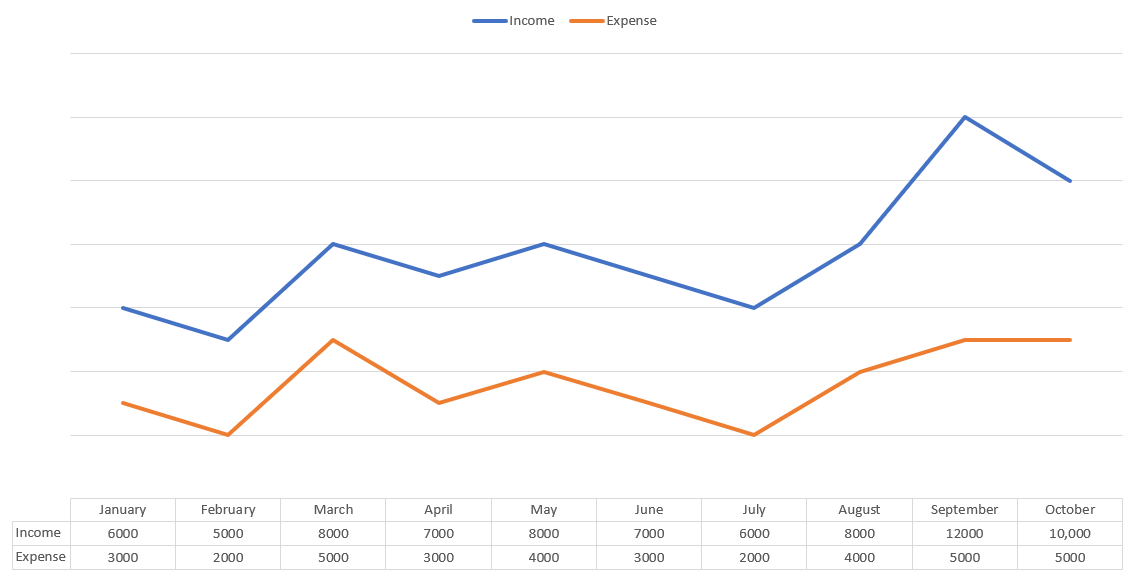 Income Expense
January February March April May June July August September October
Income 6000 5000 8000 7000 8000 7000 6000 8000 12000 10,000
Expense 3000 2000 5000 3000 4000 3000 2000 4000 5000 5000